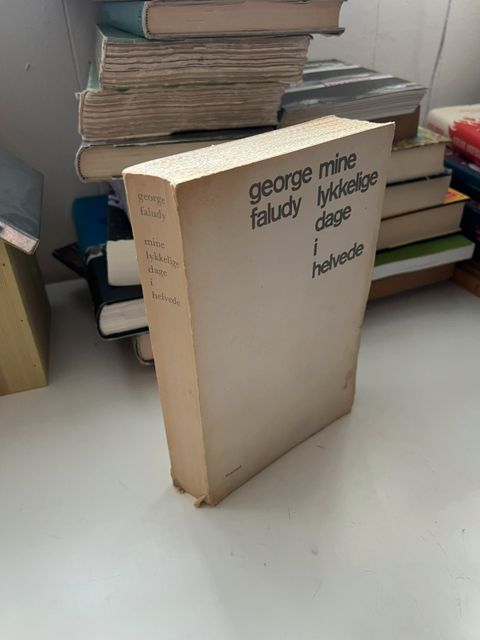 george
faludy
mine
lykkelige
dage
i
helvede
george
faludy
mine
lykkelige
dage
i
helvede